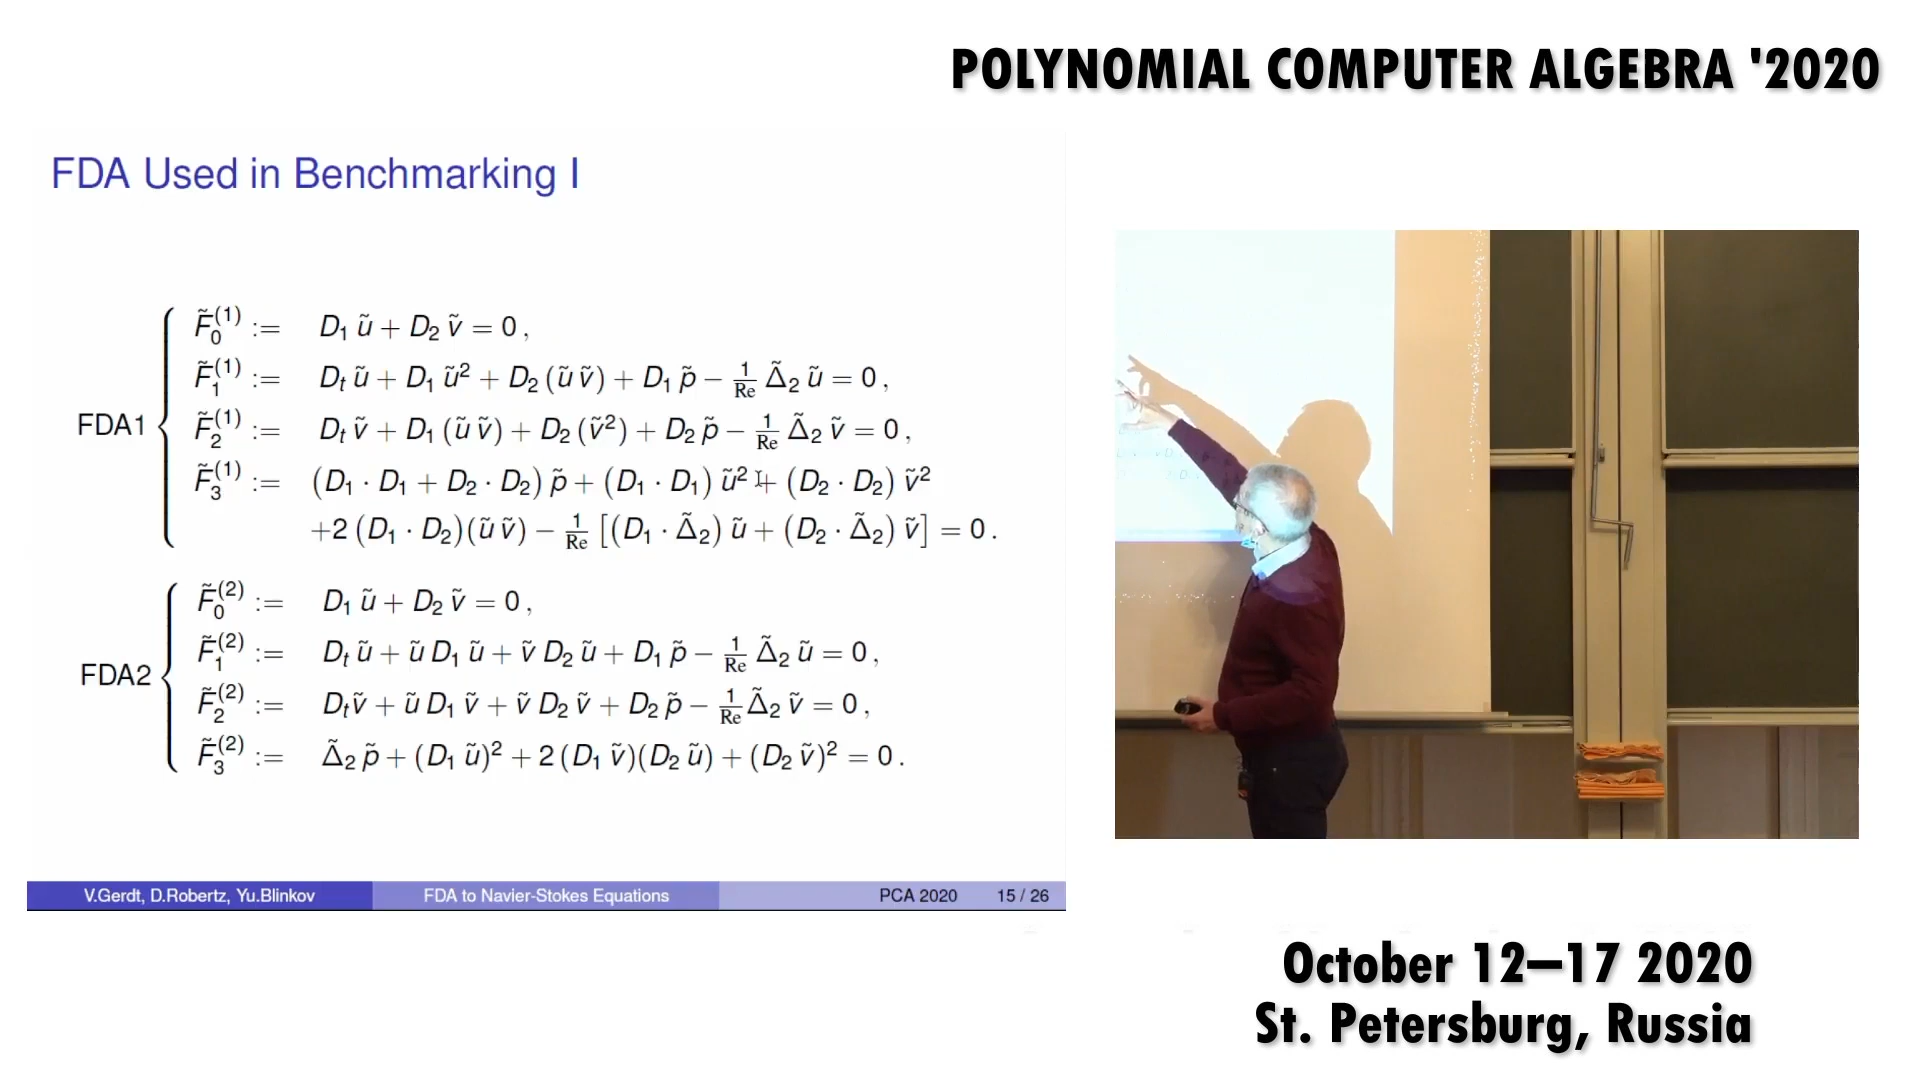 POLYNOMIAL COMPUTER ALGEBRA '2020
FDA Used in Benchmarking I
FDA1
F̃₀⁽¹⁾ := D₁ ũ + D₂ ṽ = 0 ,
F̃₁⁽¹⁾ := Dₜ ũ + D₁ ũ² + D₂ (ũ ṽ) + D₁ p̃ − 1/Re Δ̃₂ ũ = 0 ,
F̃₂⁽¹⁾ := Dₜ ṽ + D₁ (ũ ṽ) + D₂ (ṽ²) + D₂ p̃ − 1/Re Δ̃₂ ṽ = 0 ,
F̃₃⁽¹⁾ := (D₁ · D₁ + D₂ · D₂) p̃ + (D₁ · D₁) ũ² + (D₂ · D₂) ṽ²
+2 (D₁ · D₂)(ũ ṽ) − 1/Re [(D₁ · Δ̃₂) ũ + (D₂ · Δ̃₂) ṽ] = 0 .
FDA2
F̃₀⁽²⁾ := D₁ ũ + D₂ ṽ = 0 ,
F̃₁⁽²⁾ := Dₜ ũ + ũ D₁ ũ + ṽ D₂ ũ + D₁ p̃ − 1/Re Δ̃₂ ũ = 0 ,
F̃₂⁽²⁾ := Dₜṽ + ũ D₁ ṽ + ṽ D₂ ṽ + D₂ p̃ − 1/Re Δ̃₂ ṽ = 0 ,
F̃₃⁽²⁾ := Δ̃₂ p̃ + (D₁ ũ)² + 2 (D₁ ṽ)(D₂ ũ) + (D₂ ṽ)² = 0 .
V.Gerdt, D.Robertz, Yu.Blinkov FDA to Navier-Stokes Equations PCA 2020 15 / 26
October 12–17 2020
St. Petersburg, Russia